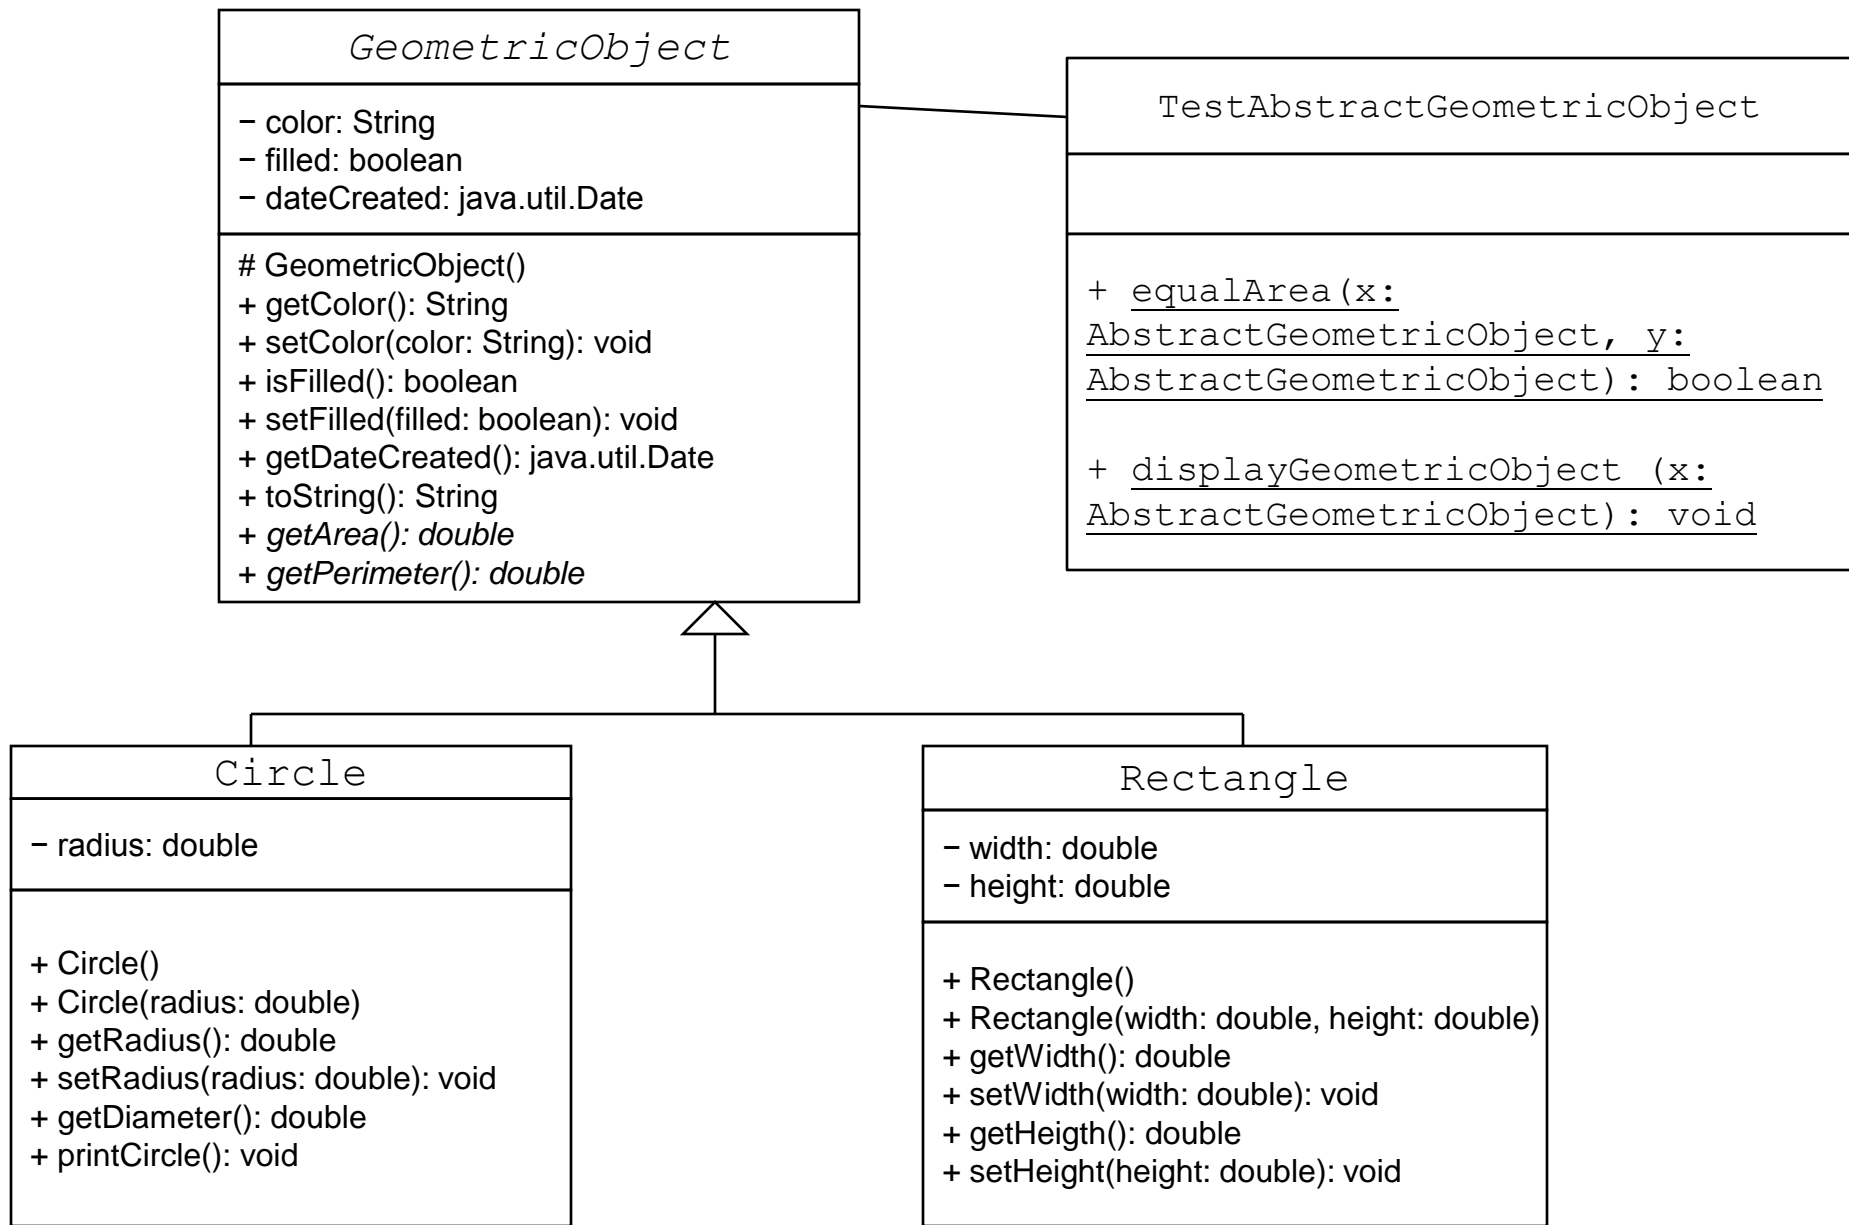 GeometricObject
− color: String
− filled: boolean
− dateCreated: java.util.Date
# GeometricObject()
+ getColor(): String
+ setColor(color: String): void
+ isFilled(): boolean
+ setFilled(filled: boolean): void
+ getDateCreated(): java.util.Date
+ toString(): String
+ getArea(): double
+ getPerimeter(): double
TestAbstractGeometricObject
+ equalArea(x:
AbstractGeometricObject, y:
AbstractGeometricObject): boolean
+ displayGeometricObject (x:
AbstractGeometricObject): void
Circle
− radius: double
+ Circle()
+ Circle(radius: double)
+ getRadius(): double
+ setRadius(radius: double): void
+ getDiameter(): double
+ printCircle(): void
Rectangle
− width: double
− height: double
+ Rectangle()
+ Rectangle(width: double, height: double)
+ getWidth(): double
+ setWidth(width: double): void
+ getHeigth(): double
+ setHeight(height: double): void